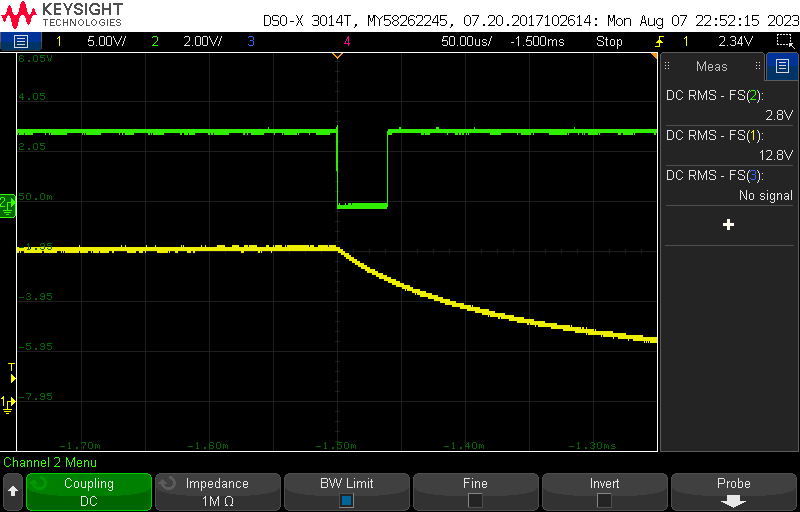 KEYSIGHT
TECHNOLOGIES
DSO-X 3014T, MY58262245, 07.20.2017102614: Mon Aug 07 22:52:15 2023
1 5.00V/ 2 2.00V/ 3 4 50.00us/ -1.500ms Stop 1 2.34V
6.05V
4.05
2.05
50.0m
-1.95
-3.95
-5.95
-7.95
2
T
1
-1.70m -1.60m -1.50m -1.40m -1.30ms
Meas
DC RMS - FS(2):
2.8V
DC RMS - FS(1):
12.8V
DC RMS - FS(3):
No signal
Channel 2 Menu
Coupling
DC
Impedance
1M Ω
BW Limit
Fine
Invert
Probe